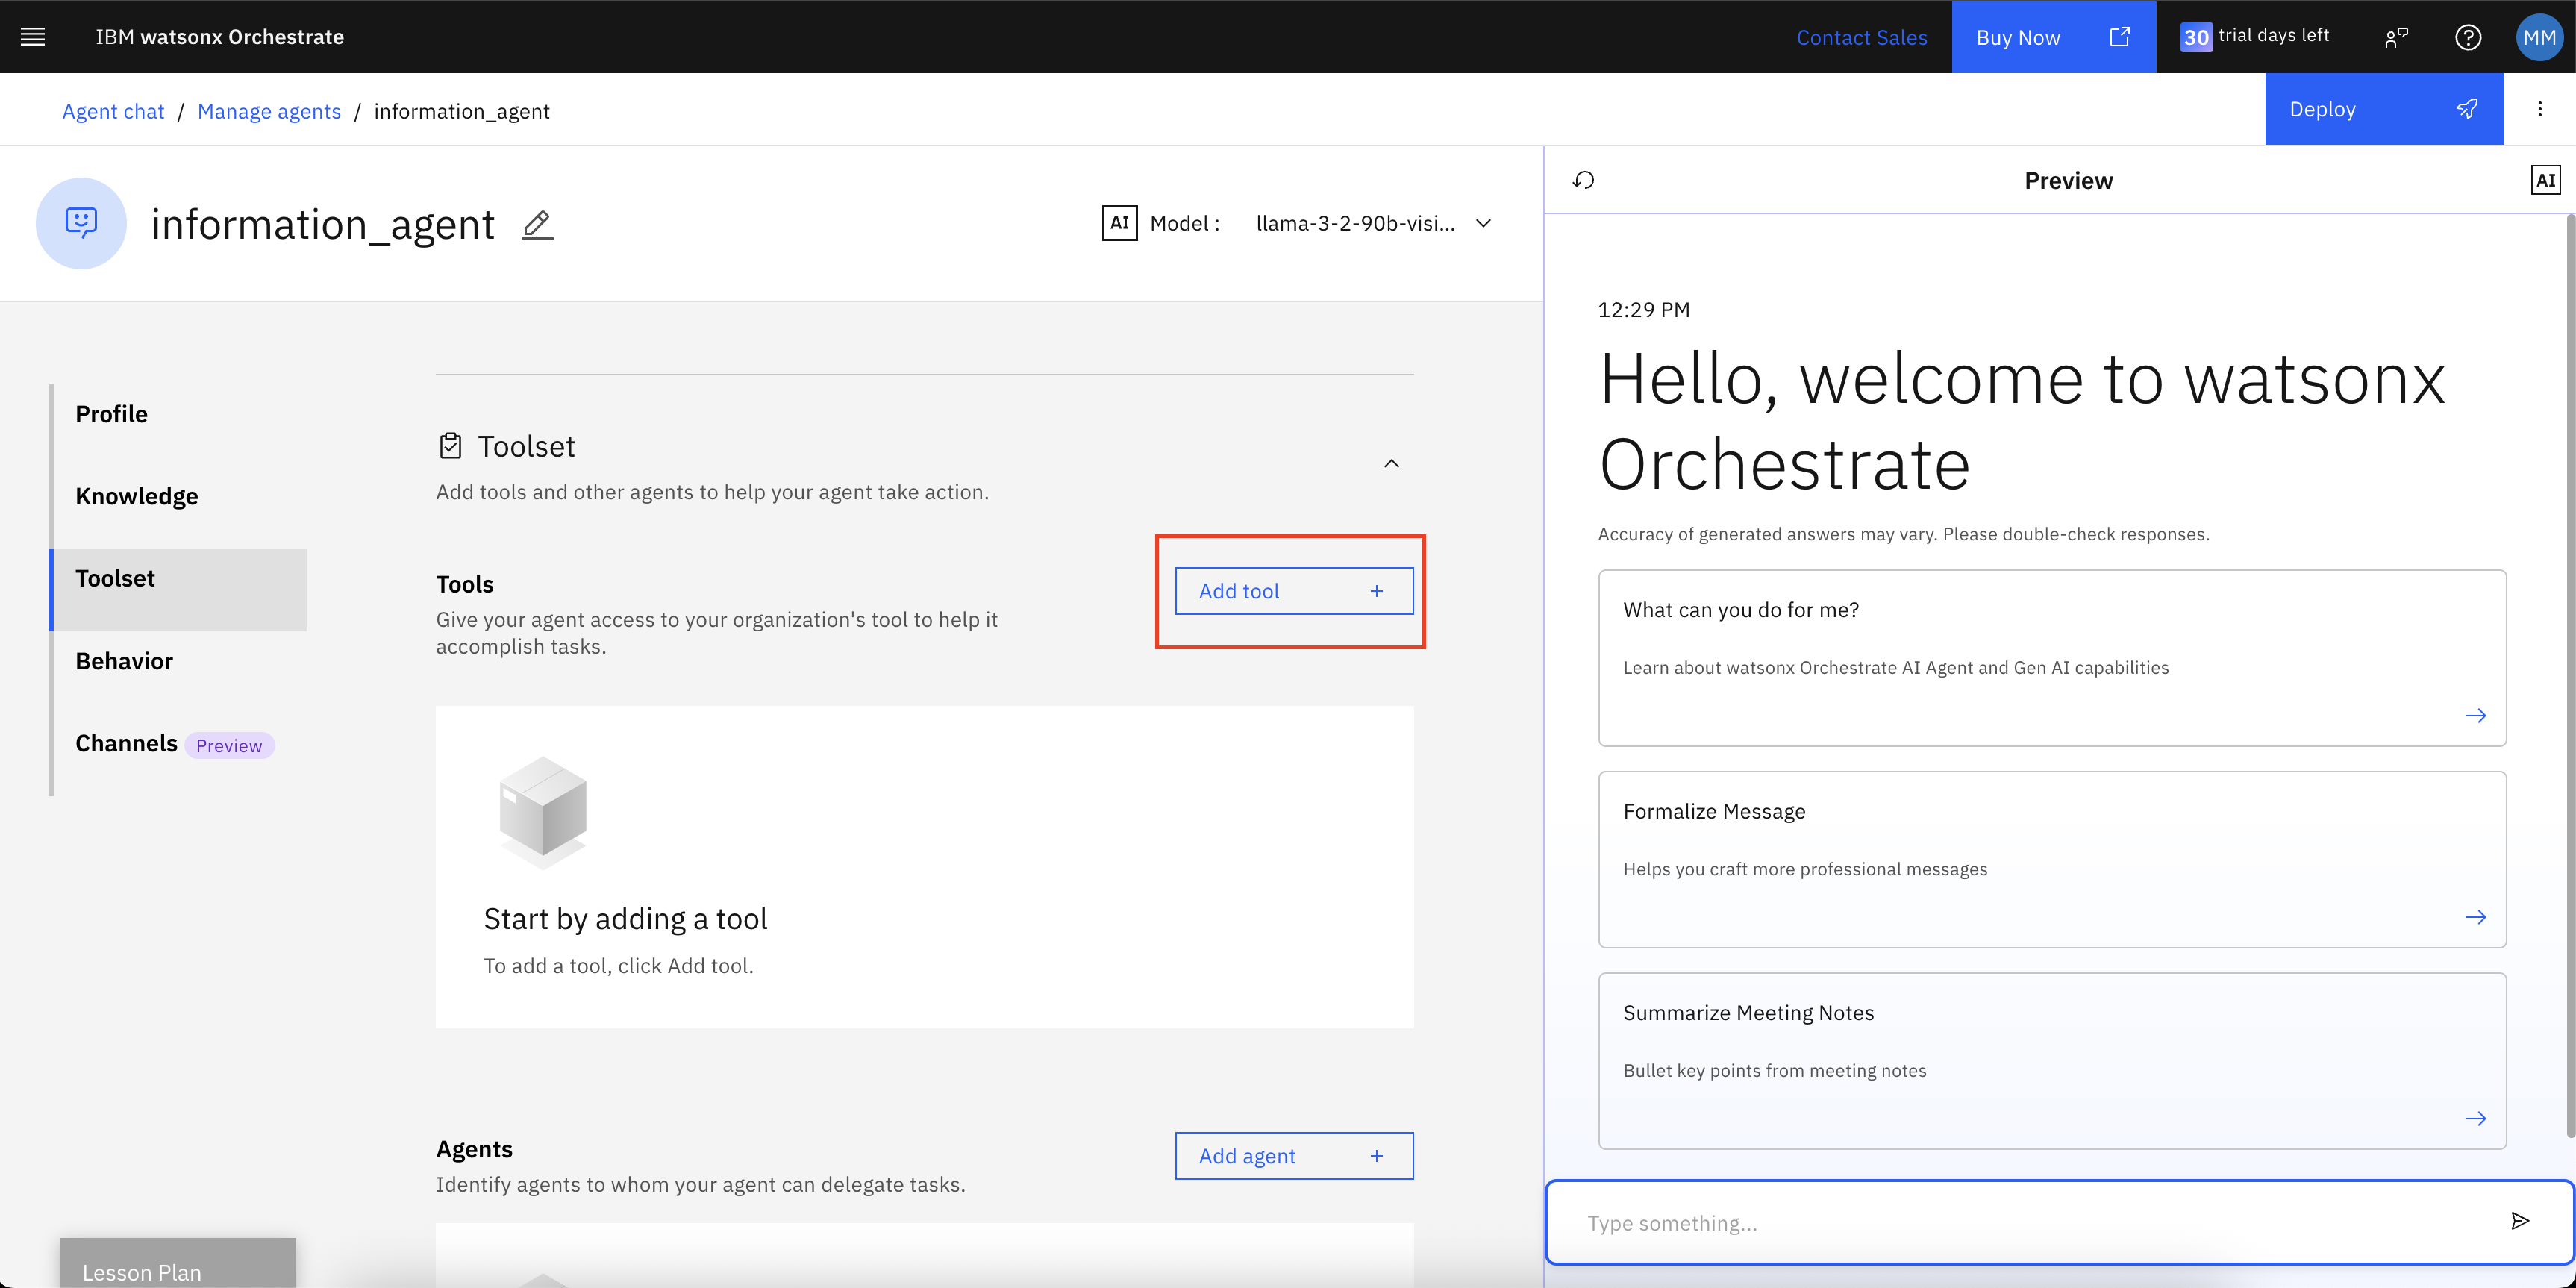 IBM watsonx Orchestrate
Contact Sales
Buy Now
30 trial days left
MM
Agent chat / Manage agents / information_agent
Deploy
information_agent
AI Model : llama-3-2-90b-visi...
Profile
Knowledge
Toolset
Behavior
Channels Preview
Toolset
Add tools and other agents to help your agent take action.
Tools
Give your agent access to your organization's tool to help it
accomplish tasks.
Add tool +
Start by adding a tool
To add a tool, click Add tool.
Agents
Identify agents to whom your agent can delegate tasks.
Add agent +
Lesson Plan
Preview
AI
12:29 PM
Hello, welcome to watsonx
Orchestrate
Accuracy of generated answers may vary. Please double-check responses.
What can you do for me?
Learn about watsonx Orchestrate AI Agent and Gen AI capabilities
Formalize Message
Helps you craft more professional messages
Summarize Meeting Notes
Bullet key points from meeting notes
Type something...